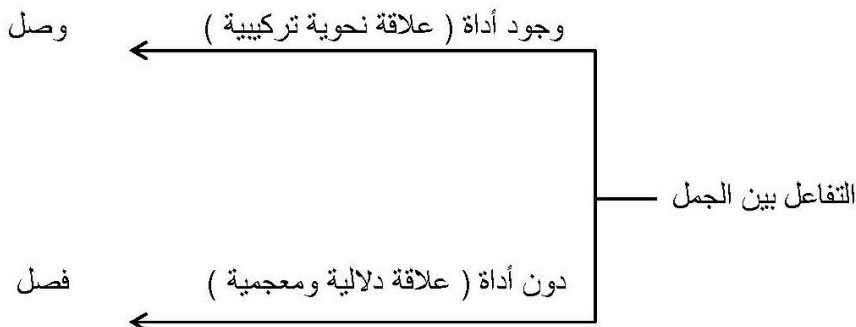 وجود أداة ( علاقة نحوية تركيبية ) وصل
التفاعل بين الجمل
دون أداة ( علاقة دلالية ومعجمية ) فصل